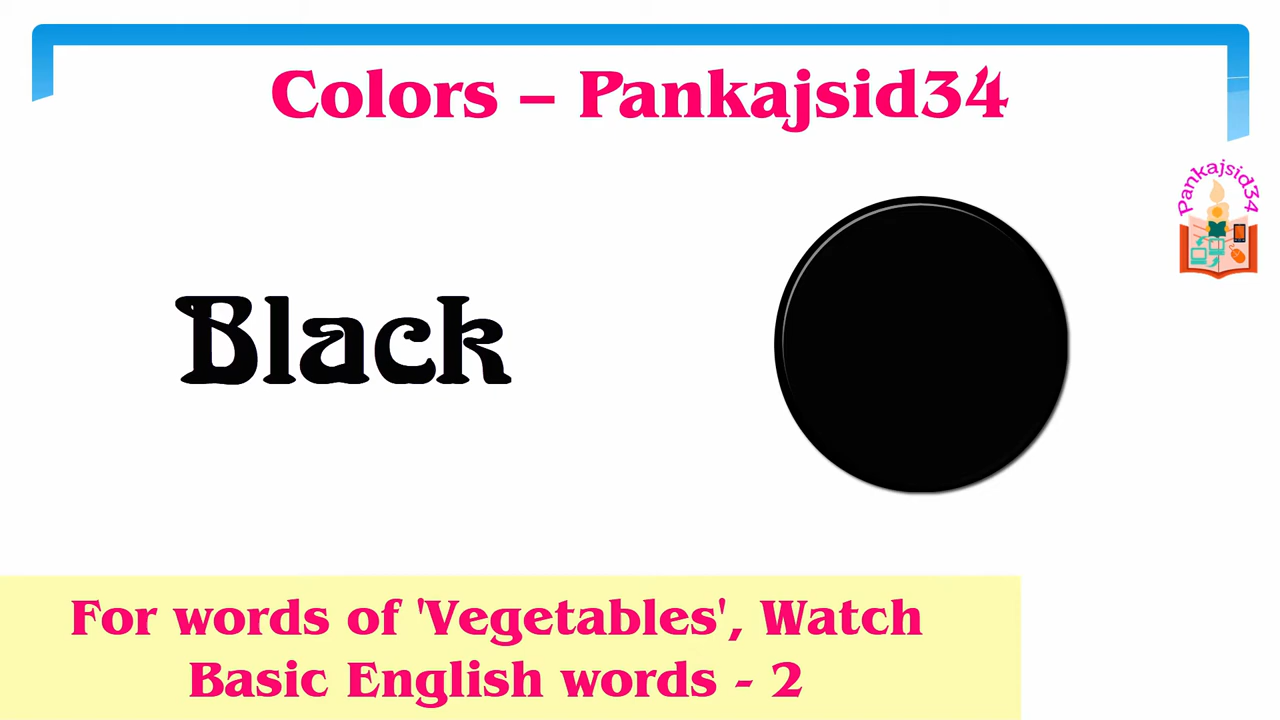 Colors – Pankajsid34
Pankajsid34
Black
For words of 'Vegetables', Watch
Basic English words - 2